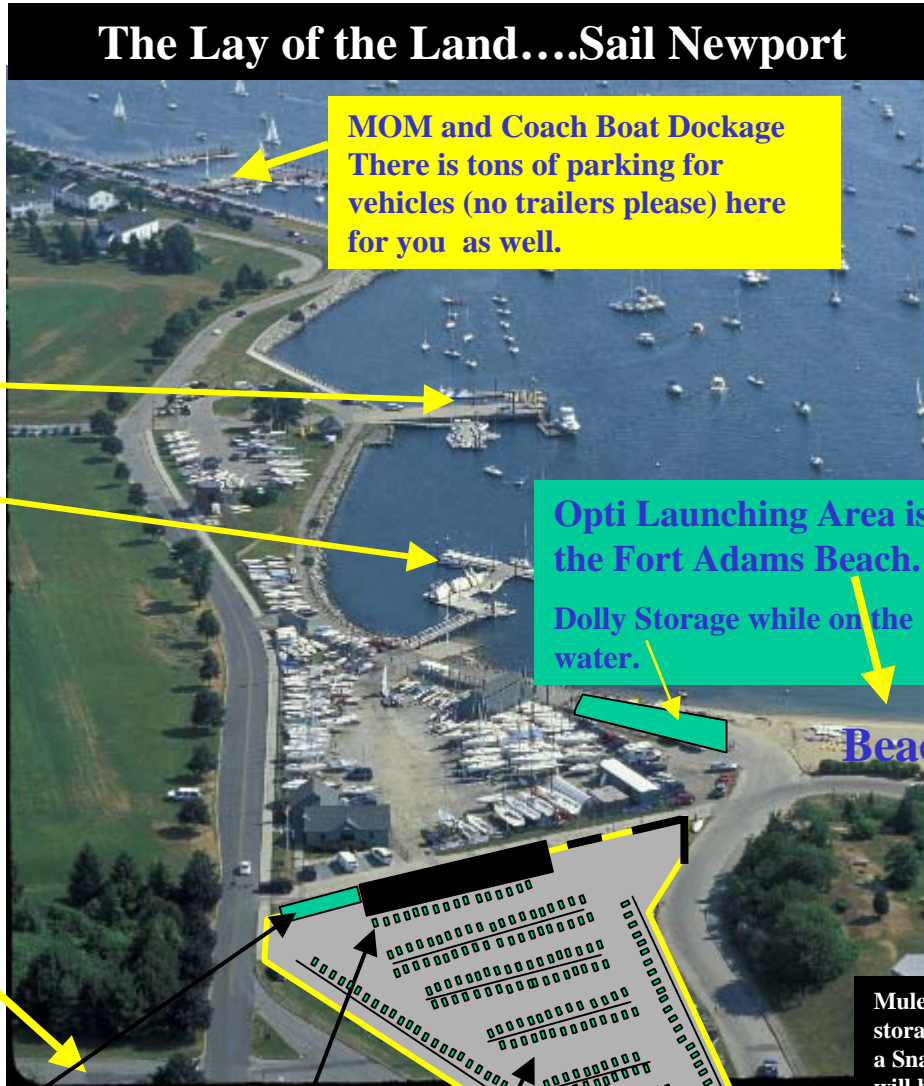 The Lay of the Land….Sail Newport
MOM and Coach Boat Dockage
There is tons of parking for
vehicles (no trailers please) here
for you as well.
Opti Launching Area is
the Fort Adams Beach.
Dolly Storage while on the
water.
Beac
Mule
stora
a Sna